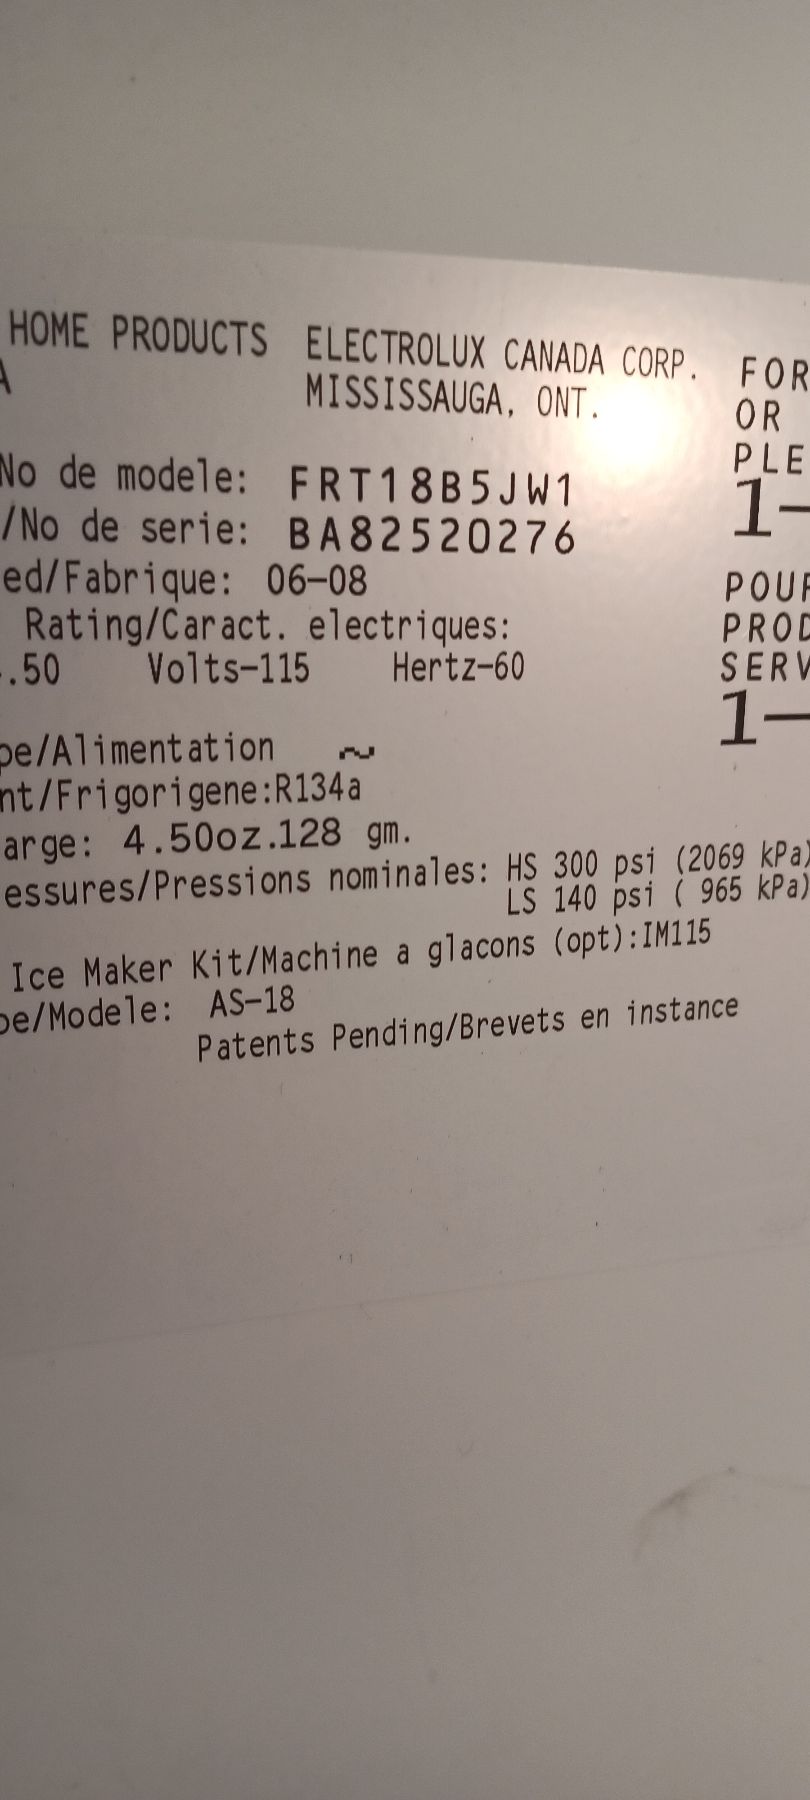 HOME PRODUCTS ELECTROLUX CANADA CORP.
A MISSISSAUGA, ONT.
No de modele: FRT18B5JW1
/No de serie: BA82520276
ed/Fabrique: 06-08
Rating/Caract. electriques:
.50 Volts-115 Hertz-60
pe/Alimentation ~
nt/Frigorigene:R134a
arge: 4.50oz.128 gm.
essures/Pressions nominales: HS 300 psi (2069 kPa)
LS 140 psi ( 965 kPa)
Ice Maker Kit/Machine a glacons (opt):IM115
pe/Modele: AS-18
Patents Pending/Brevets en instance
FOR
OR
PLE
1-
POUR
PROD
SERV
1-